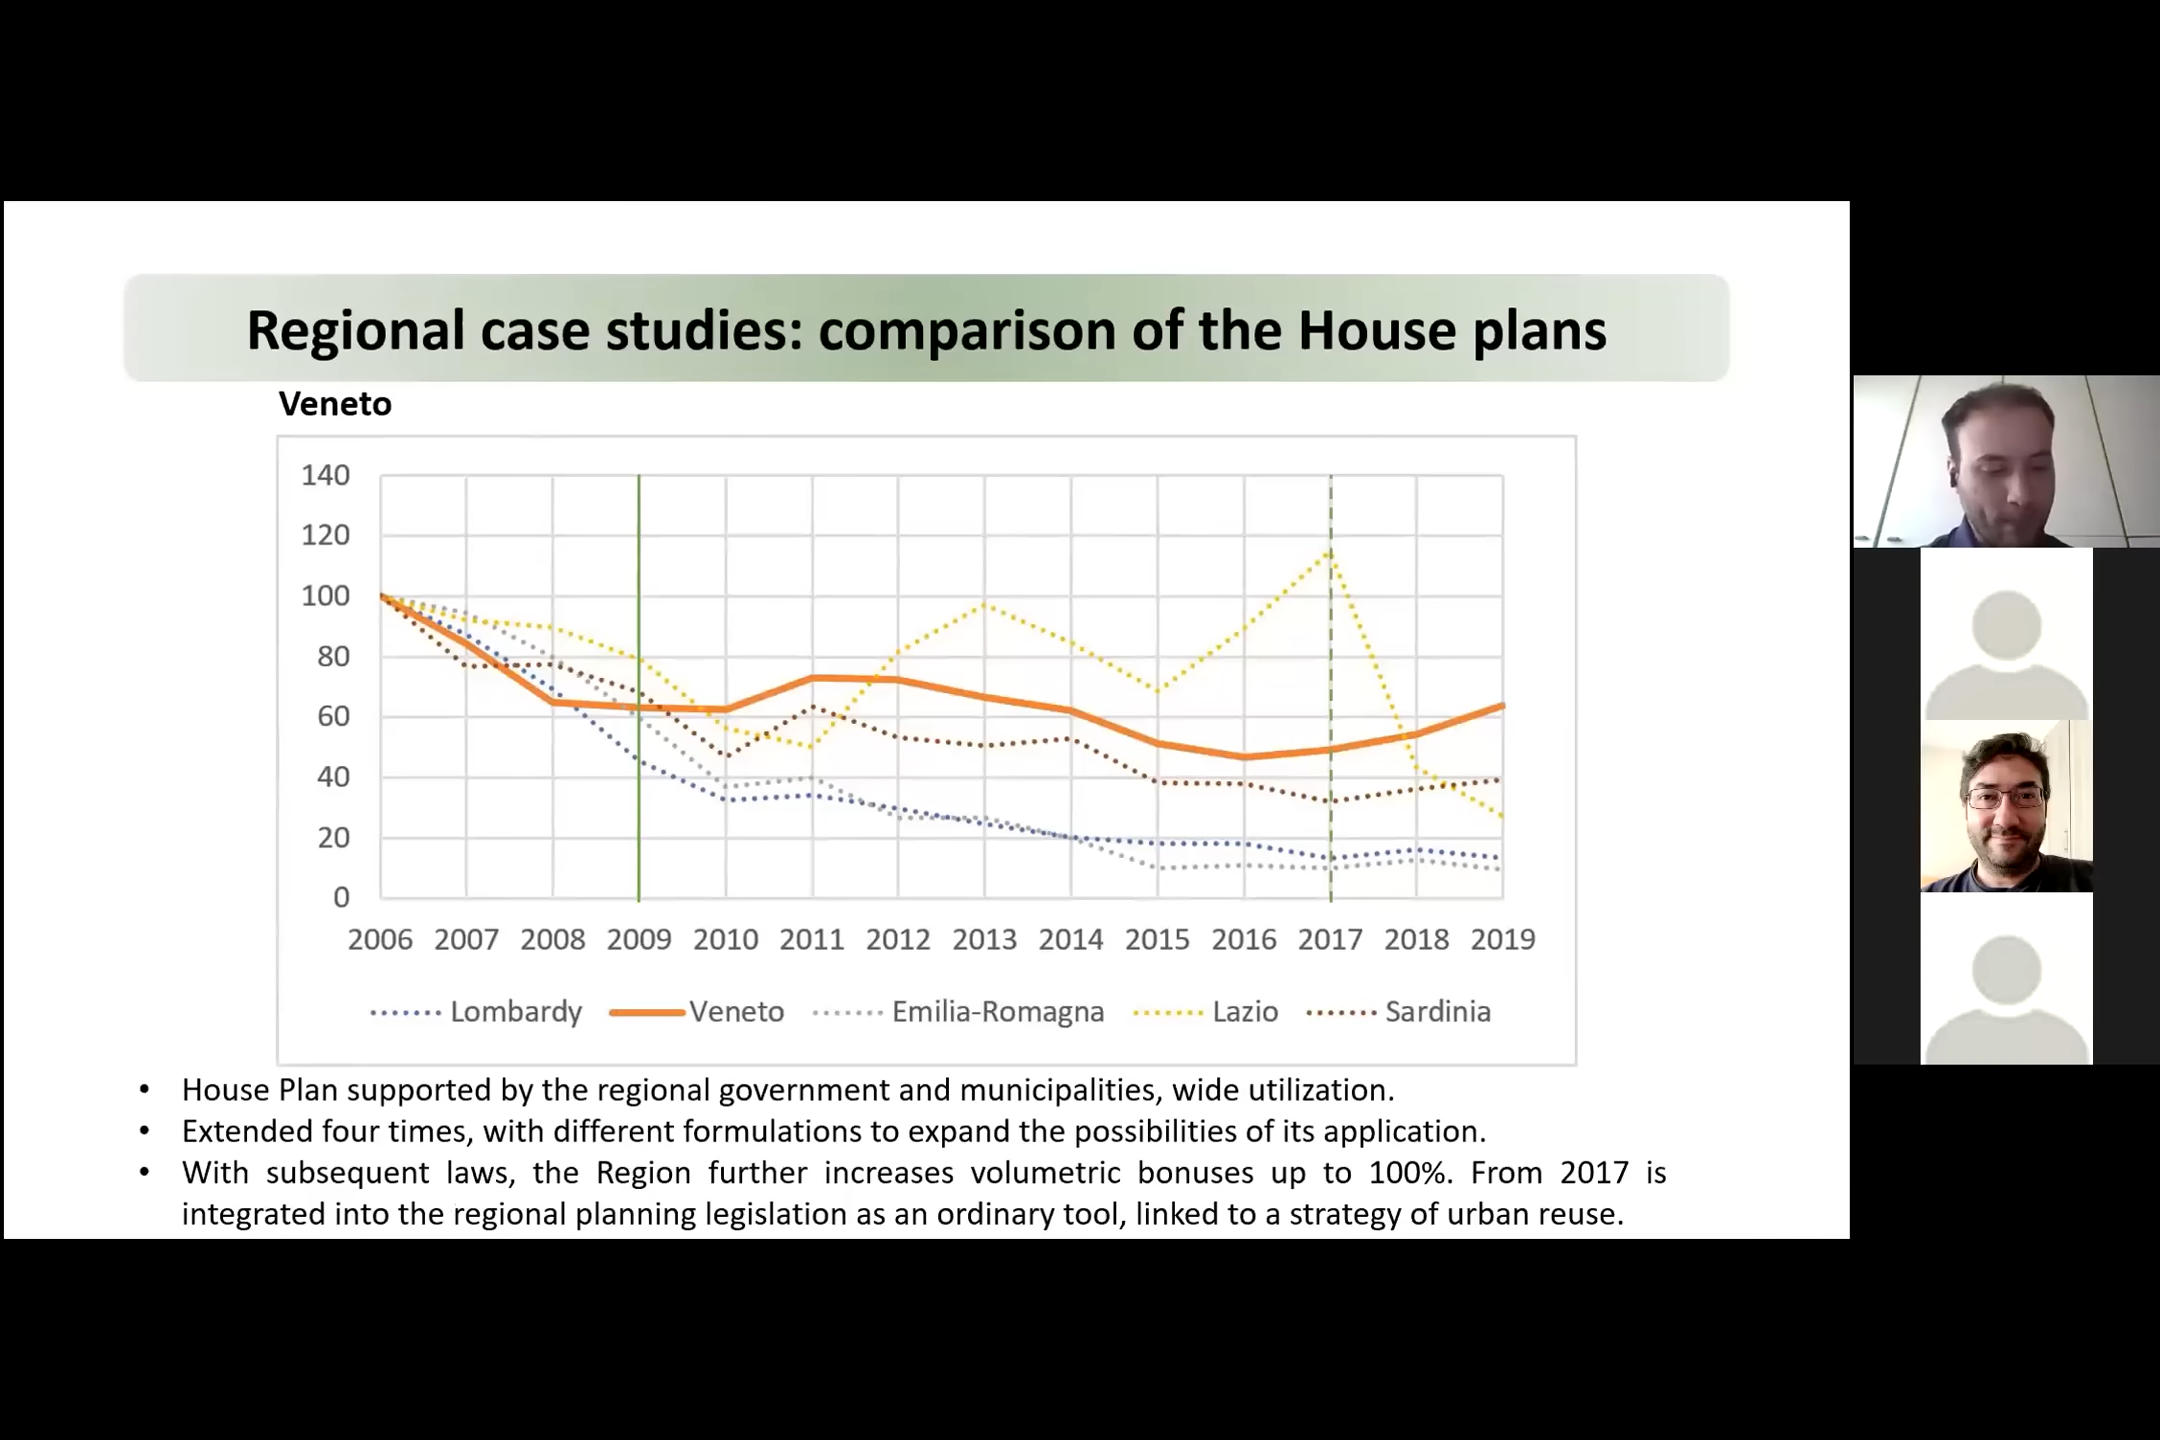 Regional case studies: comparison of the House plans
Veneto
140
120
100
80
60
40
20
0
2006 2007 2008 2009 2010 2011 2012 2013 2014 2015 2016 2017 2018 2019
Lombardy Veneto Emilia-Romagna Lazio Sardinia
• House Plan supported by the regional government and municipalities, wide utilization.
• Extended four times, with different formulations to expand the possibilities of its application.
• With subsequent laws, the Region further increases volumetric bonuses up to 100%. From 2017 is
integrated into the regional planning legislation as an ordinary tool, linked to a strategy of urban reuse.